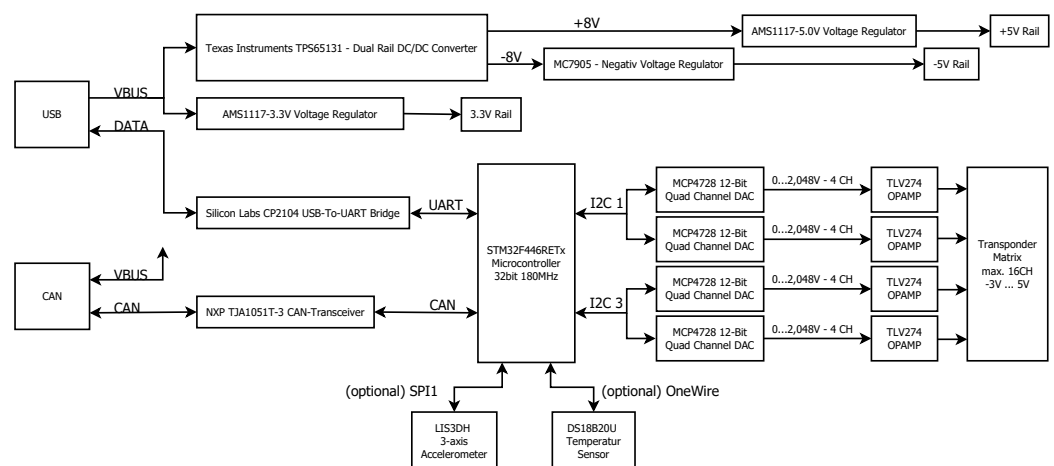 +8V
Texas Instruments TPS65131 - Dual Rail DC/DC Converter
AMS1117-5.0V Voltage Regulator
+5V Rail
-8V
MC7905 - Negativ Voltage Regulator
-5V Rail
USB
VBUS
AMS1117-3.3V Voltage Regulator
3.3V Rail
DATA
Silicon Labs CP2104 USB-To-UART Bridge
UART
STM32F446RETx
Microcontroller
32bit 180MHz
CAN
VBUS
CAN
NXP TJA1051T-3 CAN-Transceiver
CAN
I2C 1
I2C 3
MCP4728 12-Bit
Quad Channel DAC
0...2,048V - 4 CH
TLV274
OPAMP
MCP4728 12-Bit
Quad Channel DAC
0...2,048V - 4 CH
TLV274
OPAMP
MCP4728 12-Bit
Quad Channel DAC
0...2,048V - 4 CH
TLV274
OPAMP
MCP4728 12-Bit
Quad Channel DAC
0...2,048V - 4 CH
TLV274
OPAMP
Transponder
Matrix
max. 16CH
-3V ... 5V
(optional) SPI1
(optional) OneWire
LIS3DH
3-axis
Accelerometer
DS18B20U
Temperatur
Sensor